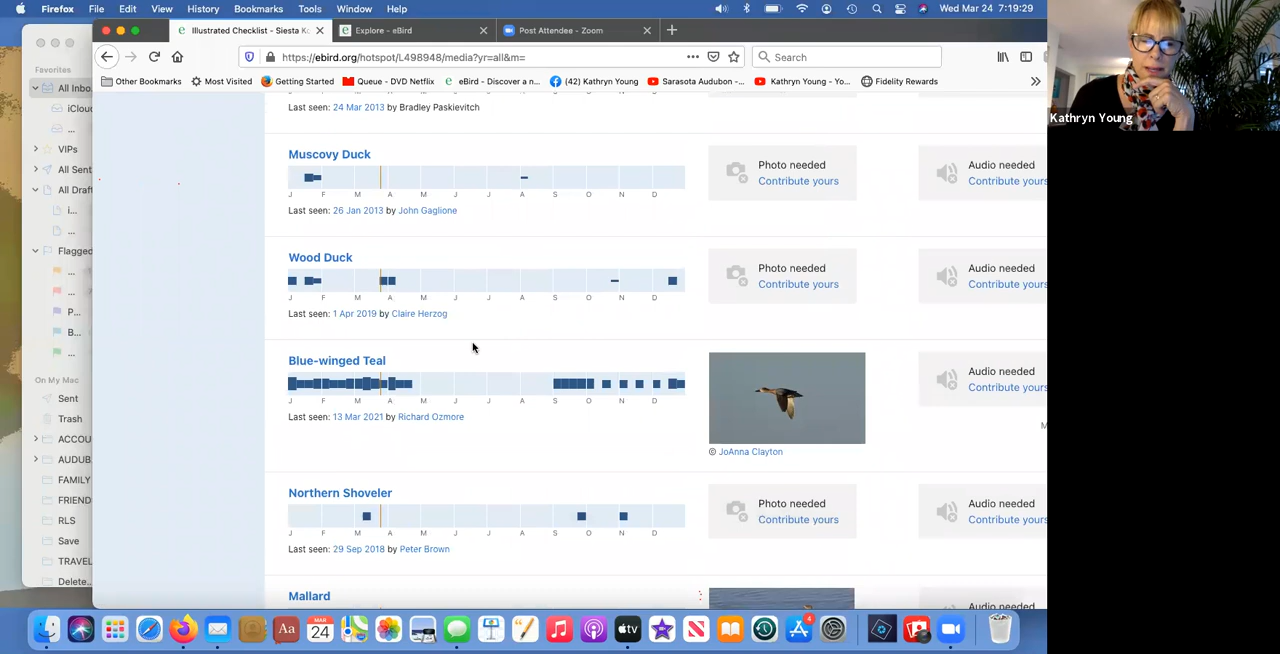 Firefox File Edit View History Bookmarks Tools Window Help
Wed Mar 24 7:19:29
Illustrated Checklist - Siesta K
Explore - eBird
Post Attendee - Zoom
https://ebird.org/hotspot/L498948/media?yr=all&m=
Search
Other Bookmarks
Most Visited
Getting Started
Queue - DVD Netflix
eBird - Discover a n...
(42) Kathryn Young
Sarasota Audubon -...
Kathryn Young - Yo...
Fidelity Rewards
Kathryn Young
Favorites
All Inbo.
iCloud
...
VIPs
All Sent
All Draft
i...
...
Flagged
...
...
P...
B...
...
On My Mac
Sent
Trash
ACCOU
AUDUB
FAMILY
FRIEND
RLS
Save
TRAVEL
Delete..
Last seen: 24 Mar 2013 by Bradley Paskievitch
Muscovy Duck
J F M A M J J A S O N D
Last seen: 26 Jan 2013 by John Gaglione
Photo needed
Contribute yours
Audio needed
Contribute yours
Wood Duck
J F M A M J J A S O N D
Last seen: 1 Apr 2019 by Claire Herzog
Photo needed
Contribute yours
Audio needed
Contribute yours
Blue-winged Teal
J F M A M J J A S O N D
Last seen: 13 Mar 2021 by Richard Ozmore
© JoAnna Clayton
Audio needed
Contribute yours
M
Northern Shoveler
J F M A M J J A S O N D
Last seen: 29 Sep 2018 by Peter Brown
Photo needed
Contribute yours
Audio needed
Contribute yours
Mallard
Audio needed
Aa
MAR
24
tv
4